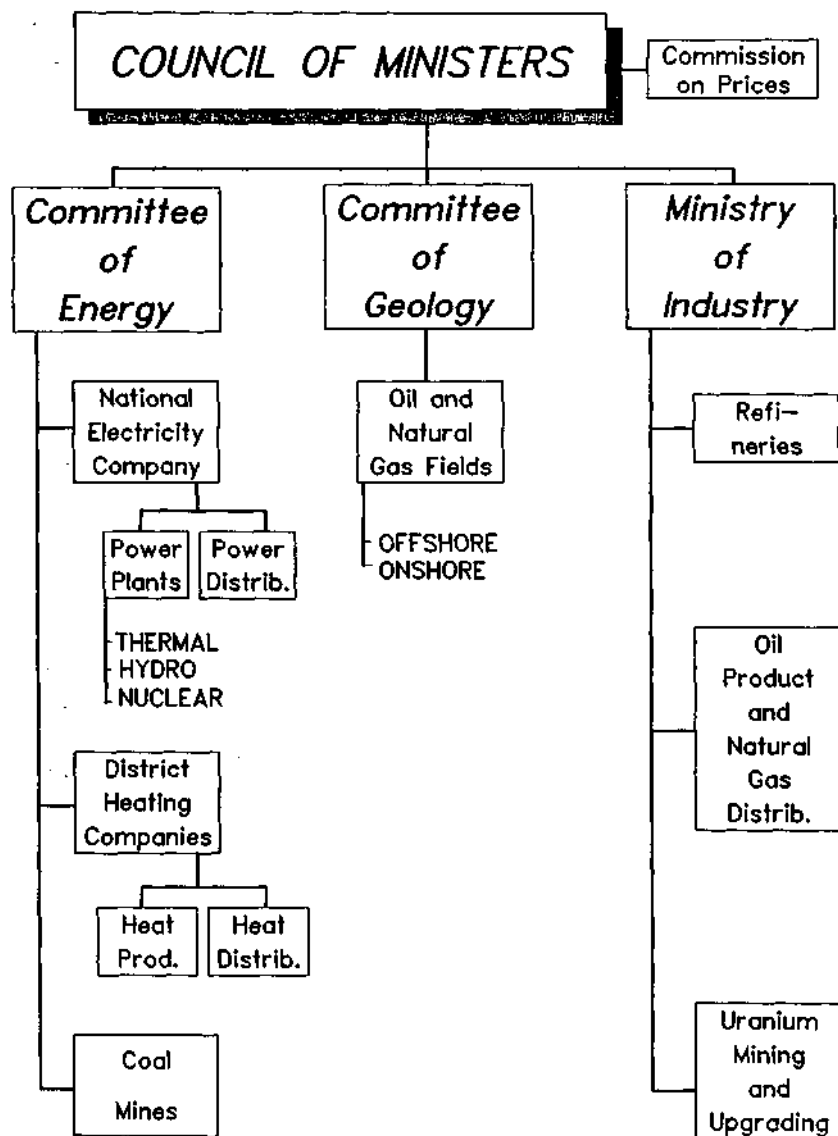 COUNCIL OF MINISTERS
Commission
on Prices
Committee
of
Energy
Committee
of
Geology
Ministry
of
Industry
National
Electricity
Company
Oil and
Natural
Gas Fields
Refi-
neries
Power
Plants
Power
Distrib.
OFFSHORE
ONSHORE
THERMAL
HYDRO
NUCLEAR
Oil
Product
and
Natural
Gas
Distrib.
District
Heating
Companies
Heat
Prod.
Heat
Distrib.
Coal
Mines
Uranium
Mining
and
Upgrading